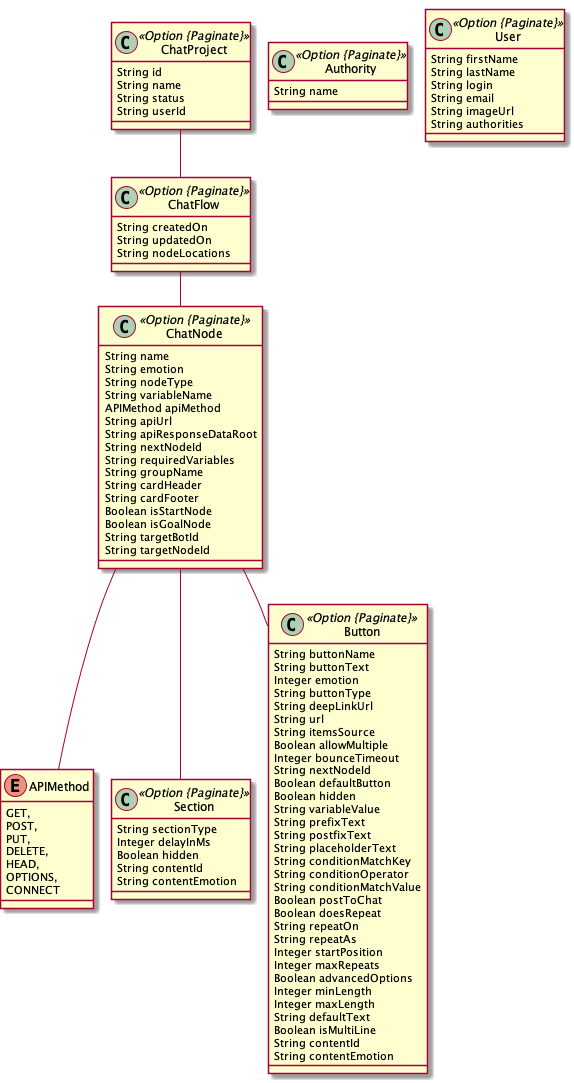 C «Option {Paginate}»
ChatProject
String id
String name
String status
String userId
C «Option {Paginate}»
Authority
String name
C «Option {Paginate}»
User
String firstName
String lastName
String login
String email
String imageUrl
String authorities
C «Option {Paginate}»
ChatFlow
String createdOn
String updatedOn
String nodeLocations
C «Option {Paginate}»
ChatNode
String name
String emotion
String nodeType
String variableName
APIMethod apiMethod
String apiUrl
String apiResponseDataRoot
String nextNodeId
String requiredVariables
String groupName
String cardHeader
String cardFooter
Boolean isStartNode
Boolean isGoalNode
String targetBotId
String targetNodeId
E APIMethod
GET,
POST,
PUT,
DELETE,
HEAD,
OPTIONS,
CONNECT
C «Option {Paginate}»
Section
String sectionType
Integer delayInMs
Boolean hidden
String contentId
String contentEmotion
C «Option {Paginate}»
Button
String buttonName
String buttonText
Integer emotion
String buttonType
String deepLinkUrl
String url
String itemsSource
Boolean allowMultiple
Integer bounceTimeout
String nextNodeId
Boolean defaultButton
Boolean hidden
String variableValue
String prefixText
String postfixText
String placeholderText
String conditionMatchKey
String conditionOperator
String conditionMatchValue
Boolean postToChat
Boolean doesRepeat
String repeatOn
String repeatAs
Integer startPosition
Integer maxRepeats
Boolean advancedOptions
Integer minLength
Integer maxLength
String defaultText
Boolean isMultiLine
String contentId
String contentEmotion